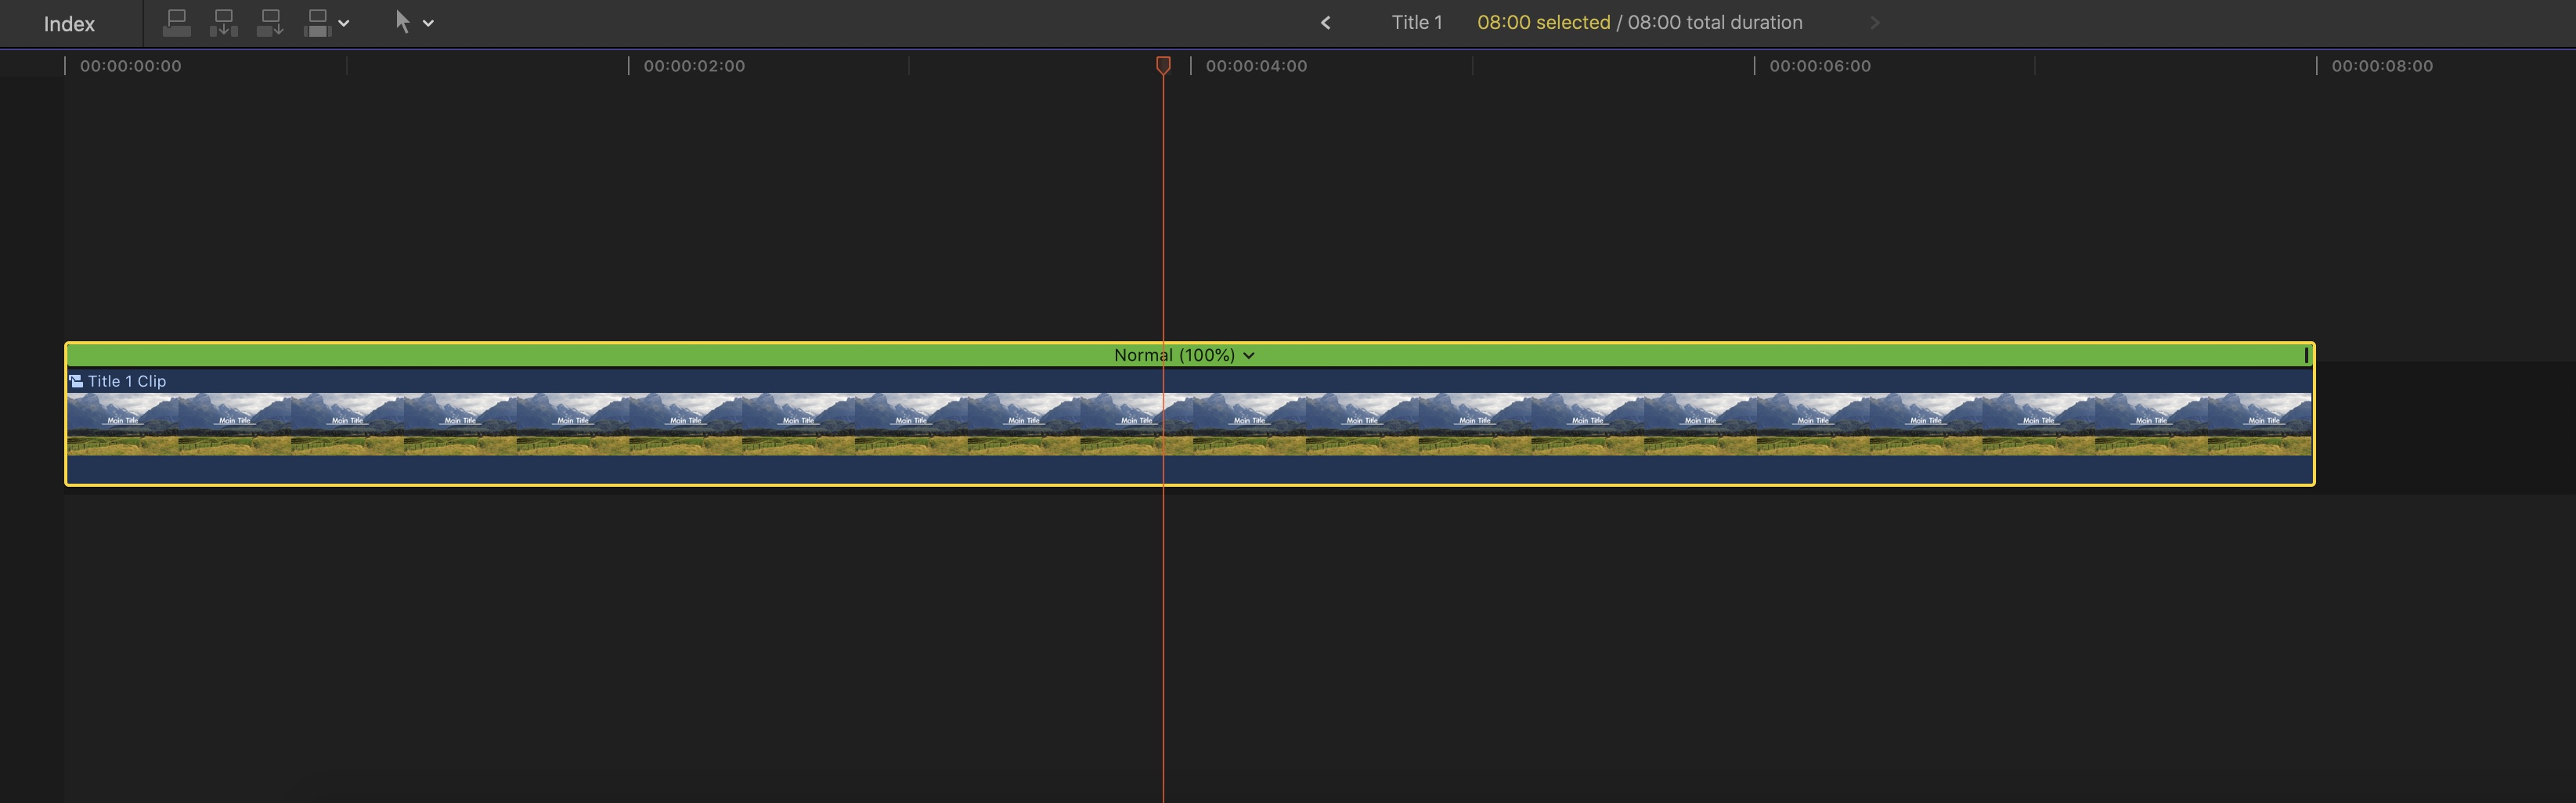 Index
Title 1 08:00 selected / 08:00 total duration
00:00:00:00 00:00:02:00 00:00:04:00 00:00:06:00 00:00:08:00
Normal (100%)
Title 1 Clip
Main Title Main Title Main Title Main Title Main Title Main Title Main Title Main Title Main Title Main Title Main Title Main Title Main Title Main Title Main Title Main Title Main Title Main Title Main Title Main Title